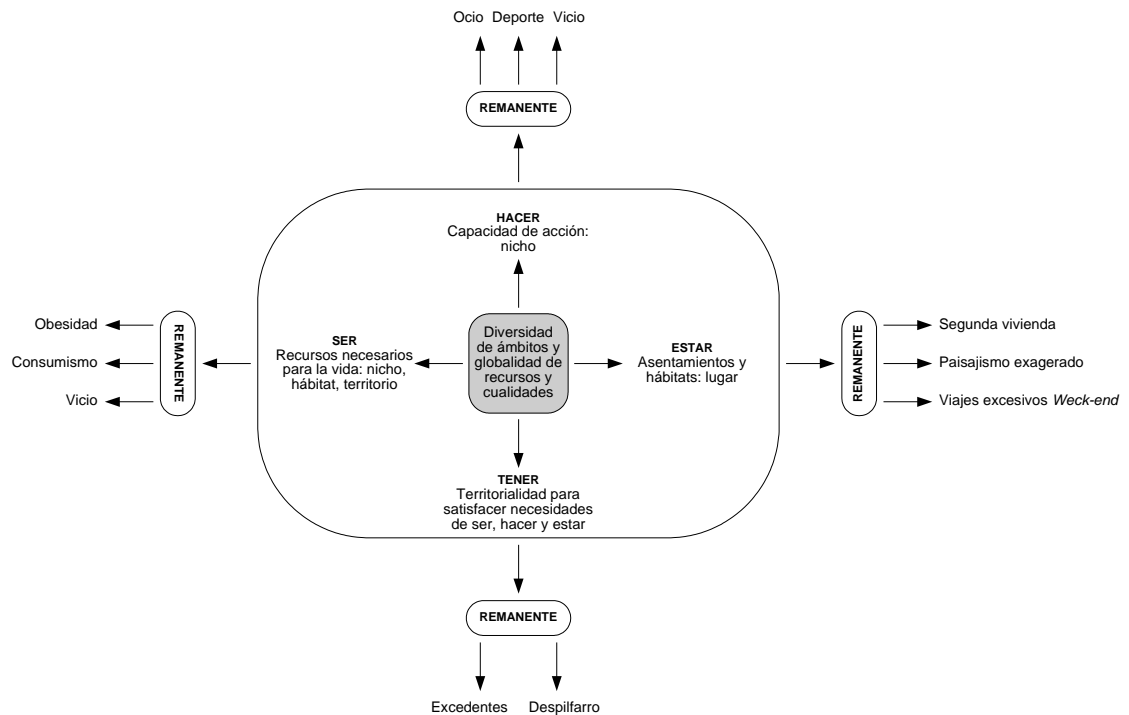 Ocio Deporte Vicio
REMANENTE
HACER
Capacidad de acción:
nicho
Obesidad
Consumismo
Vicio
REMANENTE
SER
Recursos necesarios
para la vida: nicho,
hábitat, territorio
Diversidad
de ámbitos y
globalidad de
recursos y
cualidades
ESTAR
Asentamientos y
hábitats: lugar
REMANENTE
Segunda vivienda
Paisajismo exagerado
Viajes excesivos Weck-end
TENER
Territorialidad para
satisfacer necesidades
de ser, hacer y estar
REMANENTE
Excedentes Despilfarro